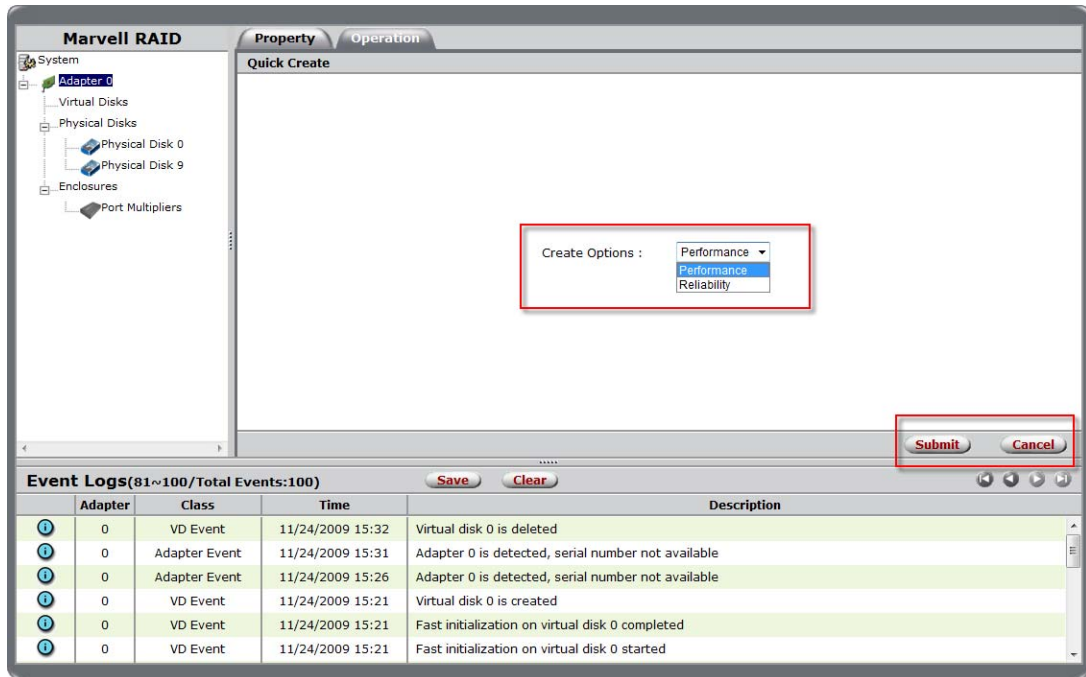 Marvell RAID
Property Operation
System
Quick Create
Adapter 0
Virtual Disks
Physical Disks
Physical Disk 0
Physical Disk 9
Enclosures
Port Multipliers
Create Options : Performance
Performance
Reliability
Submit Cancel
Event Logs(81~100/Total Events:100) Save Clear
Adapter Class Time Description
0 VD Event 11/24/2009 15:32 Virtual disk 0 is deleted
0 Adapter Event 11/24/2009 15:31 Adapter 0 is detected, serial number not available
0 Adapter Event 11/24/2009 15:26 Adapter 0 is detected, serial number not available
0 VD Event 11/24/2009 15:21 Virtual disk 0 is created
0 VD Event 11/24/2009 15:21 Fast initialization on virtual disk 0 completed
0 VD Event 11/24/2009 15:21 Fast initialization on virtual disk 0 started